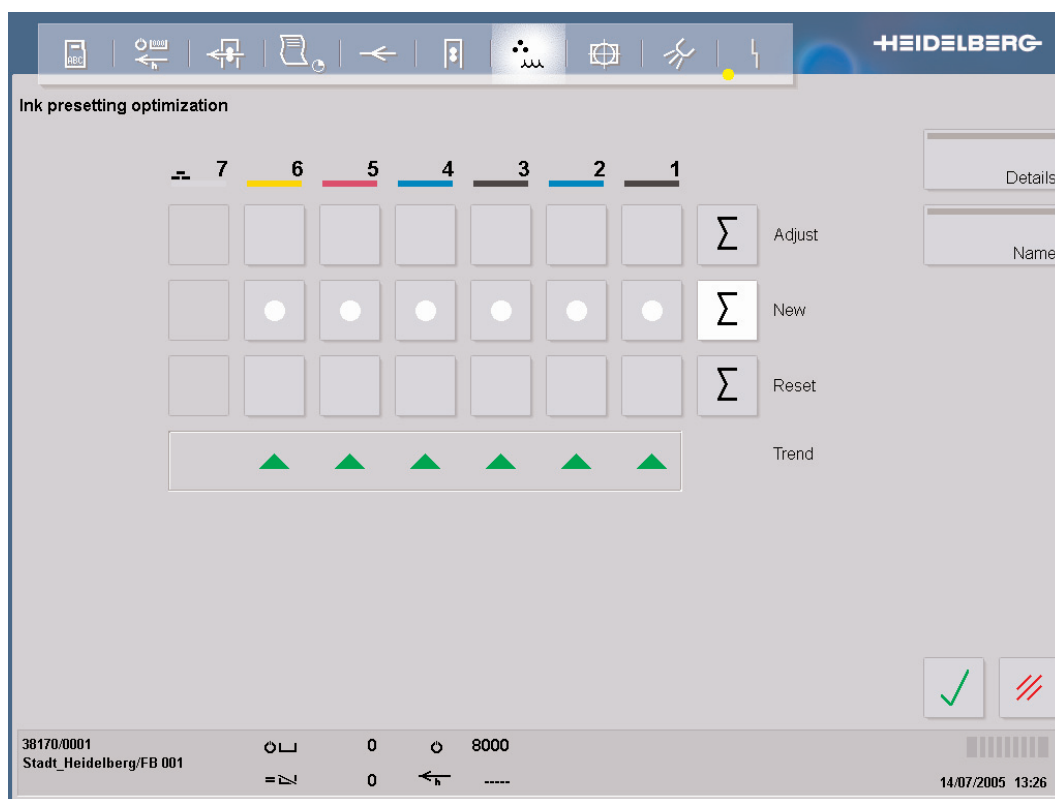 ABC
HEIDELBERG
Ink presetting optimization
7 6 5 4 3 2 1
Details
Σ Adjust
Name
Σ New
Σ Reset
Trend
38170/0001
0 8000
Stadt_Heidelberg/FB 001
0 h -----
14/07/2005 13:26